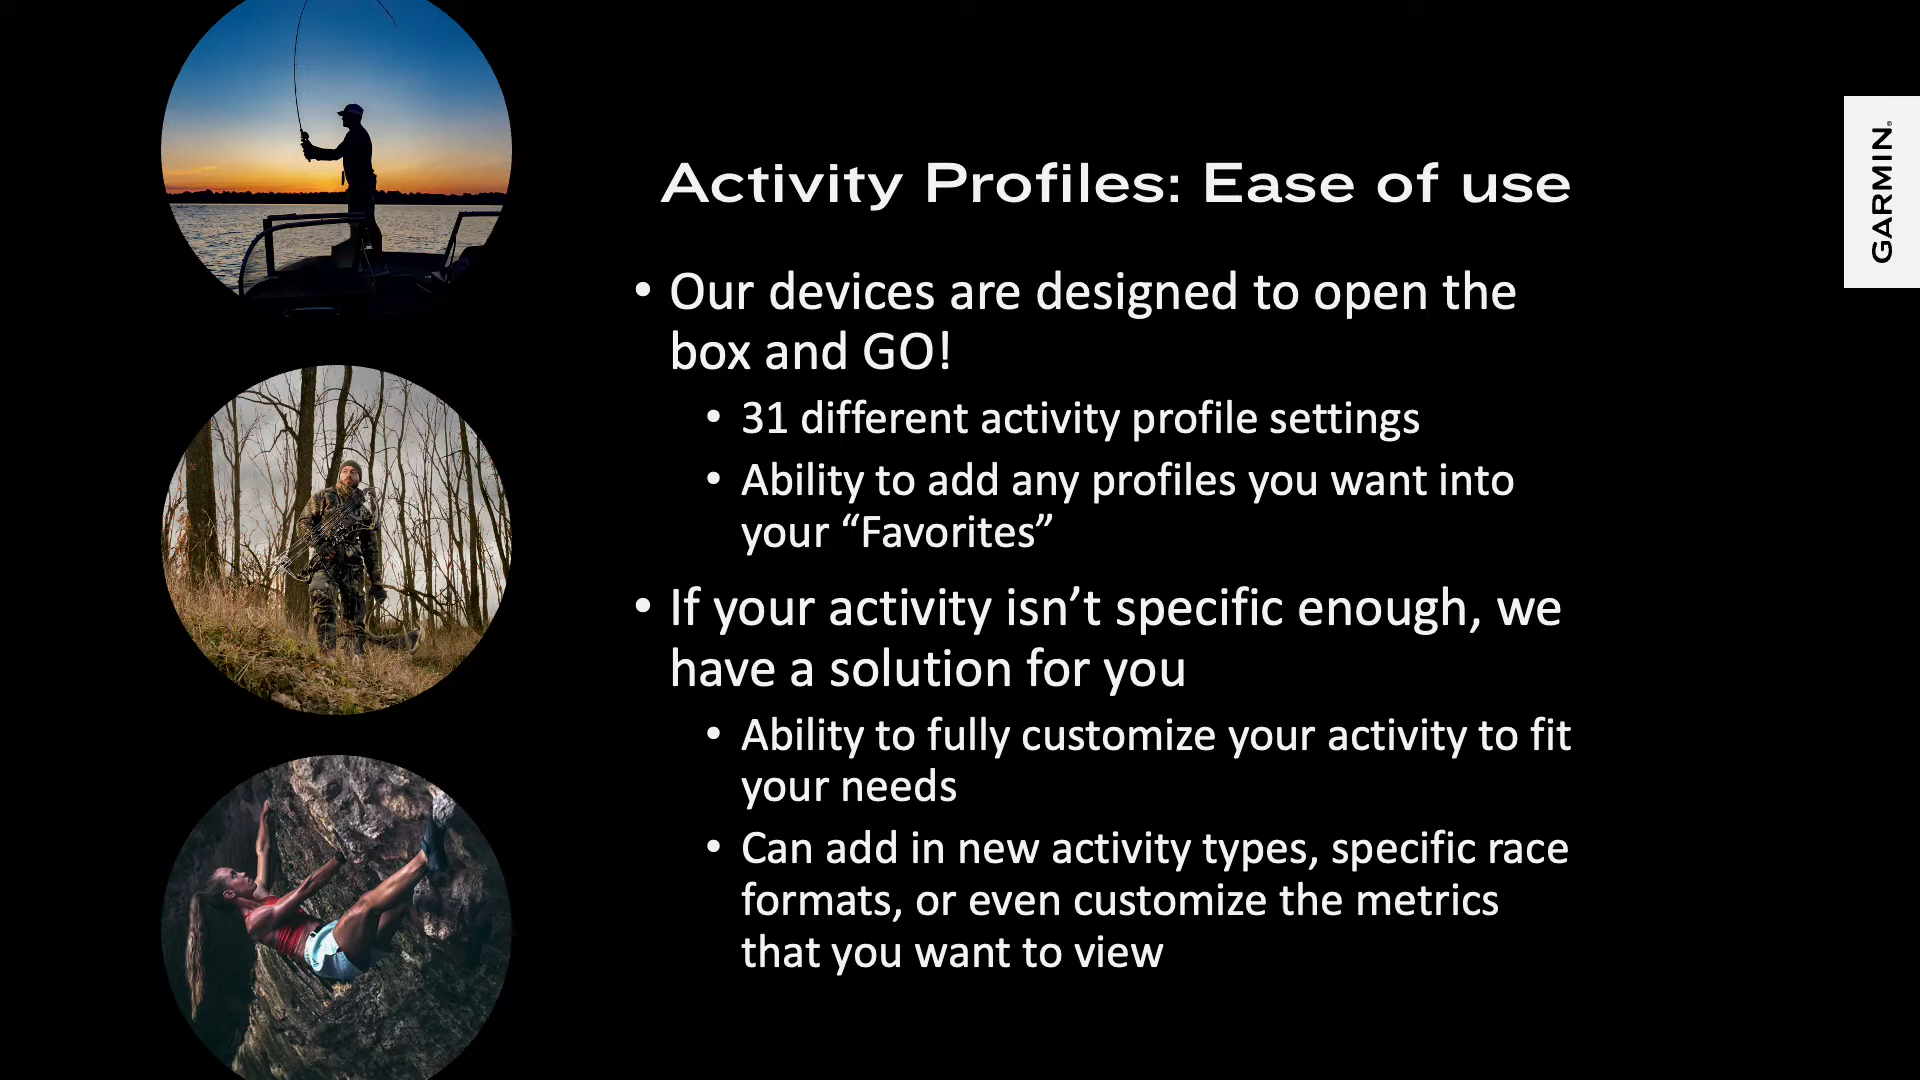 Activity Profiles: Ease of use
• Our devices are designed to open the
box and GO!
• 31 different activity profile settings
• Ability to add any profiles you want into
your “Favorites”
• If your activity isn’t specific enough, we
have a solution for you
• Ability to fully customize your activity to fit
your needs
• Can add in new activity types, specific race
formats, or even customize the metrics
that you want to view
GARMIN®